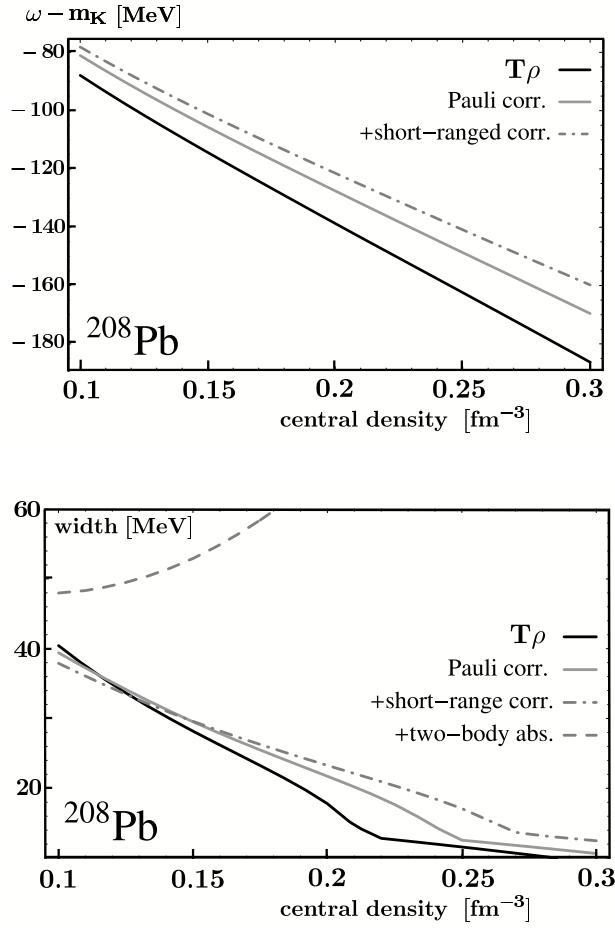 ω − mK [MeV]
− 80
− 100
− 120
− 140
− 160
− 180
Tρ
Pauli corr.
+short−ranged corr.
208Pb
0.1 0.15 0.2 0.25 0.3
central density [fm−3]
60
width [MeV]
40
20
Tρ
Pauli corr.
+short−range corr.
+two−body abs.
208Pb
0.1 0.15 0.2 0.25 0.3
central density [fm−3]